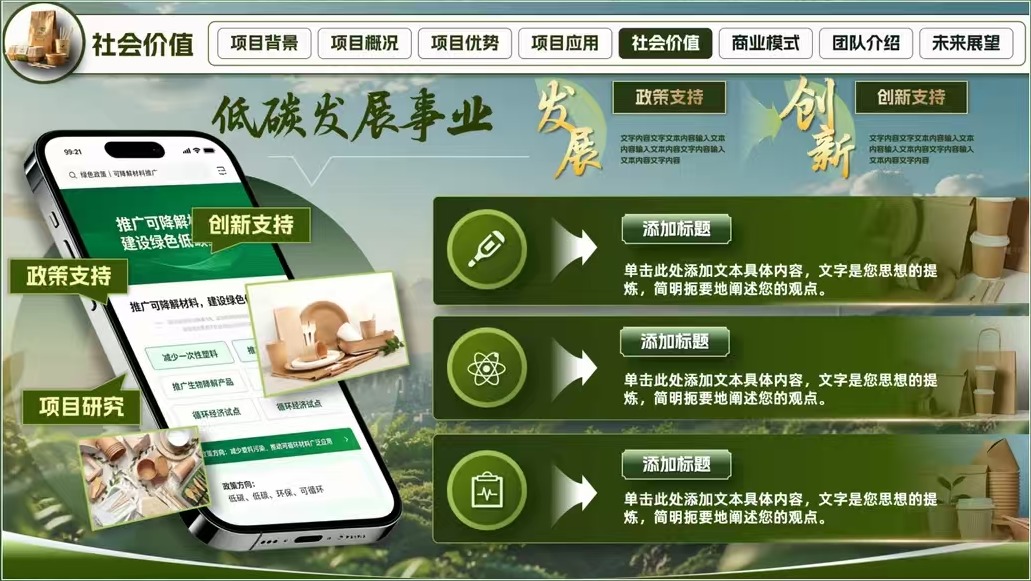 社会价值
项目背景
项目概况
项目优势
项目应用
社会价值
商业模式
团队介绍
未来展望
低碳发展事业
发展
政策支持
文字内容文字文本内容输入文本
内容输入文本内容文字内容输入
文本内容文字内容
创新
创新支持
文字内容文字文本内容输入文本
内容输入文本内容文字内容输入
文本内容文字内容
09:21
绿色政策｜可降解材料推广
推广可降解
建设绿色低
创新支持
政策支持
推广可降解材料，建设绿色
减少一次性塑料
推广生物降解产品
循环经济试点
循环经济试点
项目研究
政策方向：
低碳、低碳、环保、可循环
添加标题
单击此处添加文本具体内容，文字是您思想的提
炼，简明扼要地阐述您的观点。
添加标题
单击此处添加文本具体内容，文字是您思想的提
炼，简明扼要地阐述您的观点。
添加标题
单击此处添加文本具体内容，文字是您思想的提
炼，简明扼要地阐述您的观点。